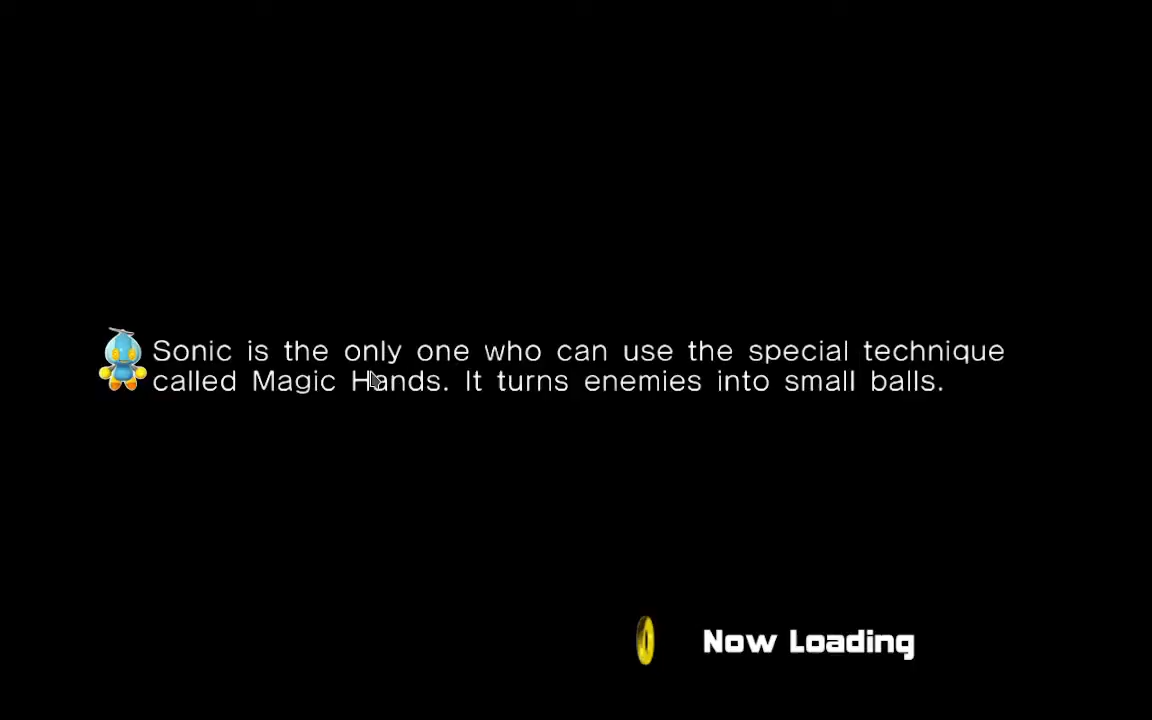 Sonic is the only one who can use the special technique
called Magic Hands. It turns enemies into small balls.
Now Loading